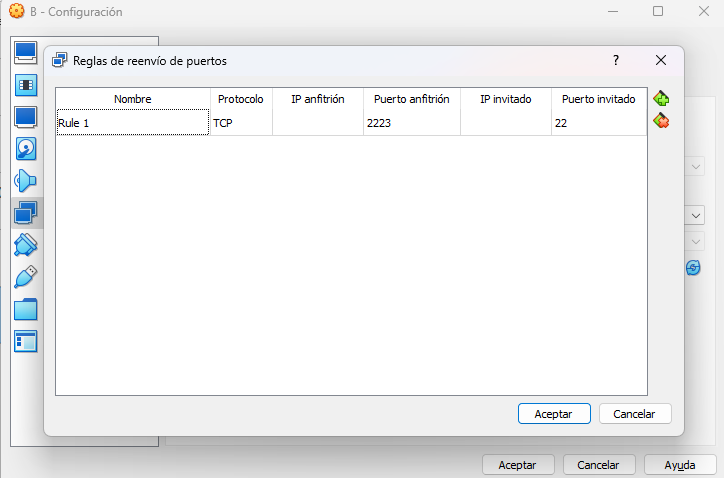 B - Configuración
Reglas de reenvío de puertos
?
Nombre Protocolo IP anfitrión Puerto anfitrión IP invitado Puerto invitado
Rule 1 TCP 2223 22
Aceptar Cancelar
Aceptar Cancelar Ayuda